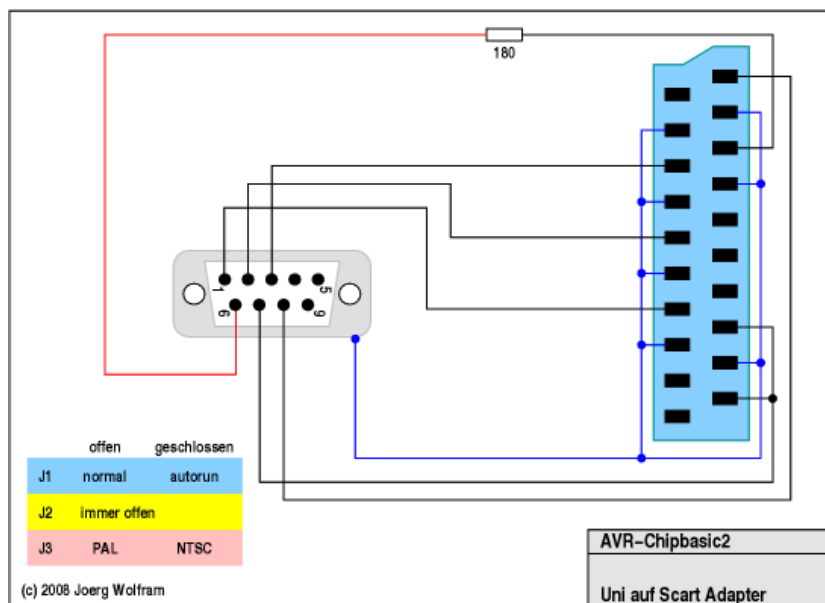 180
1
5
6
9
offen geschlossen
J1 normal autorun
J2 immer offen
J3 PAL NTSC
(c) 2008 Joerg Wolfram
AVR-Chipbasic2
Uni auf Scart Adapter